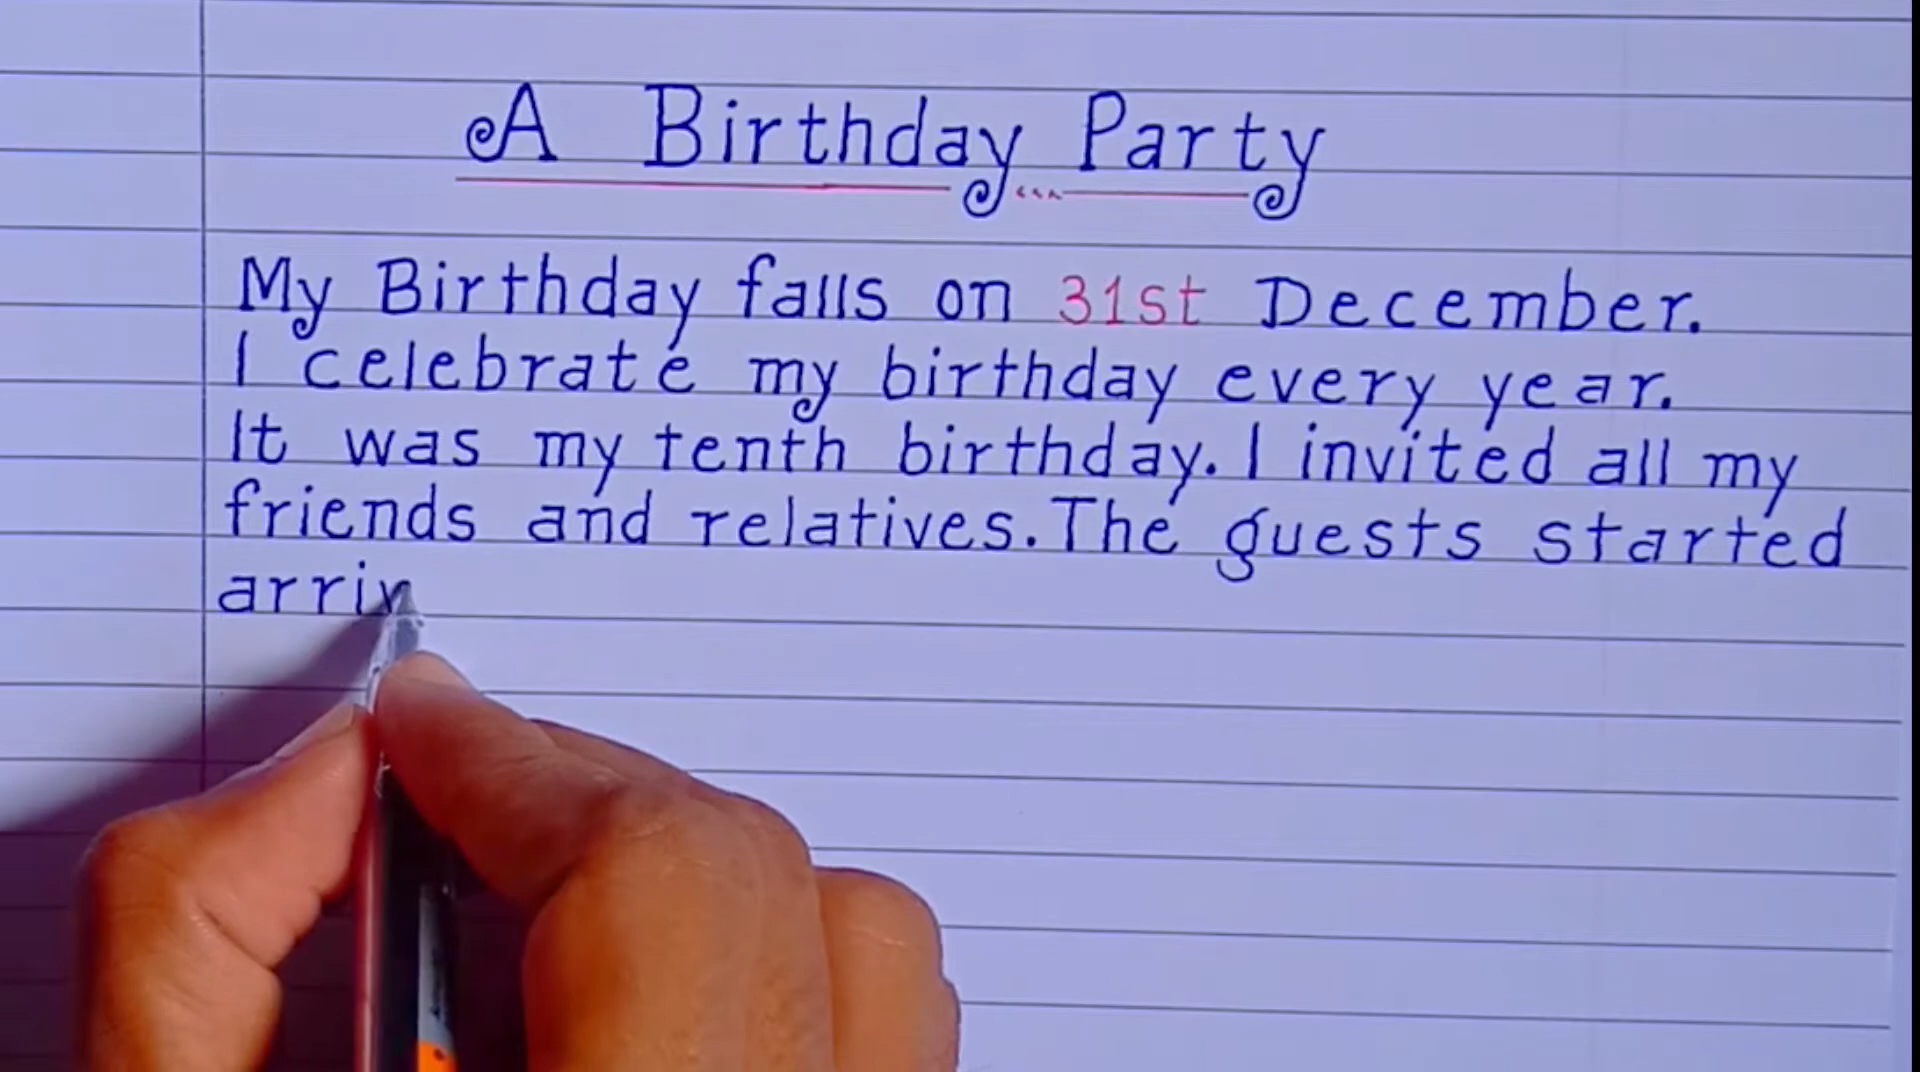 A Birthday Party
My Birthday falls on 31st December.
I celebrate my birthday every year.
It was my tenth birthday. I invited all my
friends and relatives. The guests started
arriv